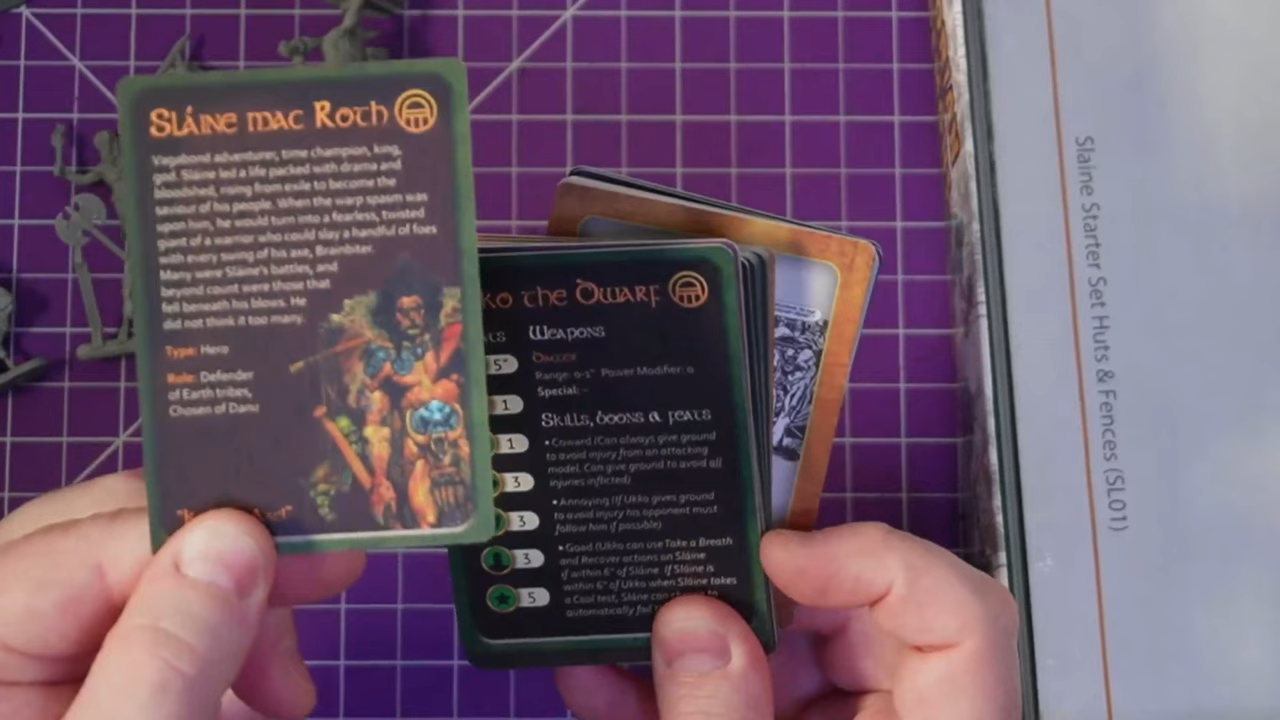 Sláine mac Roth
Vagabond adventurer, time champion, king,
god. Sláine led a life packed with drama and
bloodshed, rising from exile to become the
saviour of his people. When the warp spasm was
upon him, he would turn into a fearless, twisted
giant of a warrior who could slay a handful of foes
with every swing of his axe, Brainbiter.
Many were Sláine's battles, and
beyond count were those that
fell beneath his blows. He
did not think it too many.
Type: Hero
Role: Defender
of Earth tribes,
Chosen of Danu
ko the Dwarf
Weapons
5"
Range: 0-1" Power Modifier: 0
Special: –
1
Skills, boons & feats
1
• Coward (Can always give ground
to avoid injury from an attacking
model. Can give ground to avoid all
injuries inflicted)
3
• Annoying (If Ukko gives ground
to avoid injury his opponent must
follow him if possible)
3
• Goad (Ukko can use Take a Breath
and Recover actions on Sláine
if within 6" of Sláine. If Sláine is
within 6" of Ukko when Sláine takes
a Cool test, Sláine can to
automatically fail
3
5
Slaine Starter Set Huts & Fences (SL01)